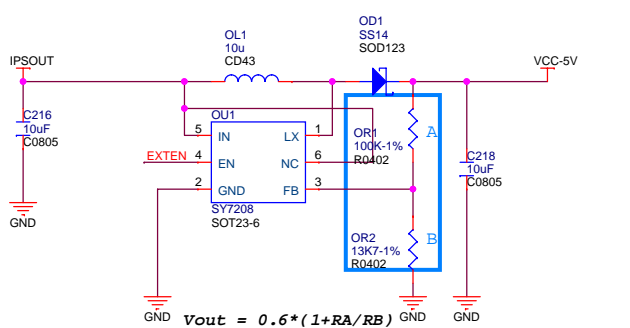 OD1
SS14
SOD123
OL1
10u
CD43
IPSOUT
VCC-5V
C216
10uF
C0805
OU1
5 IN LX 1
EXTEN 4 EN NC 6
2 GND FB 3
SY7208
SOT23-6
OR1
100K-1%
R0402
A
C218
10uF
C0805
OR2
13K7-1%
R0402
B
GND
GND
GND
GND
Vout = 0.6*(1+RA/RB)